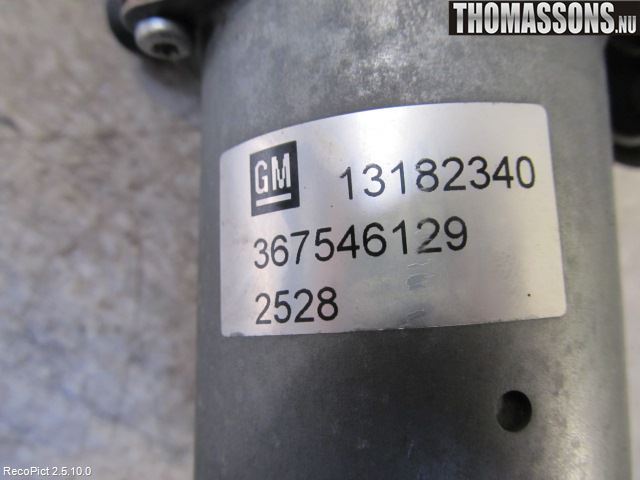 THOMASSONS.NU
GM 13182340
367546129
2528
RecoPict 2.5.10.0